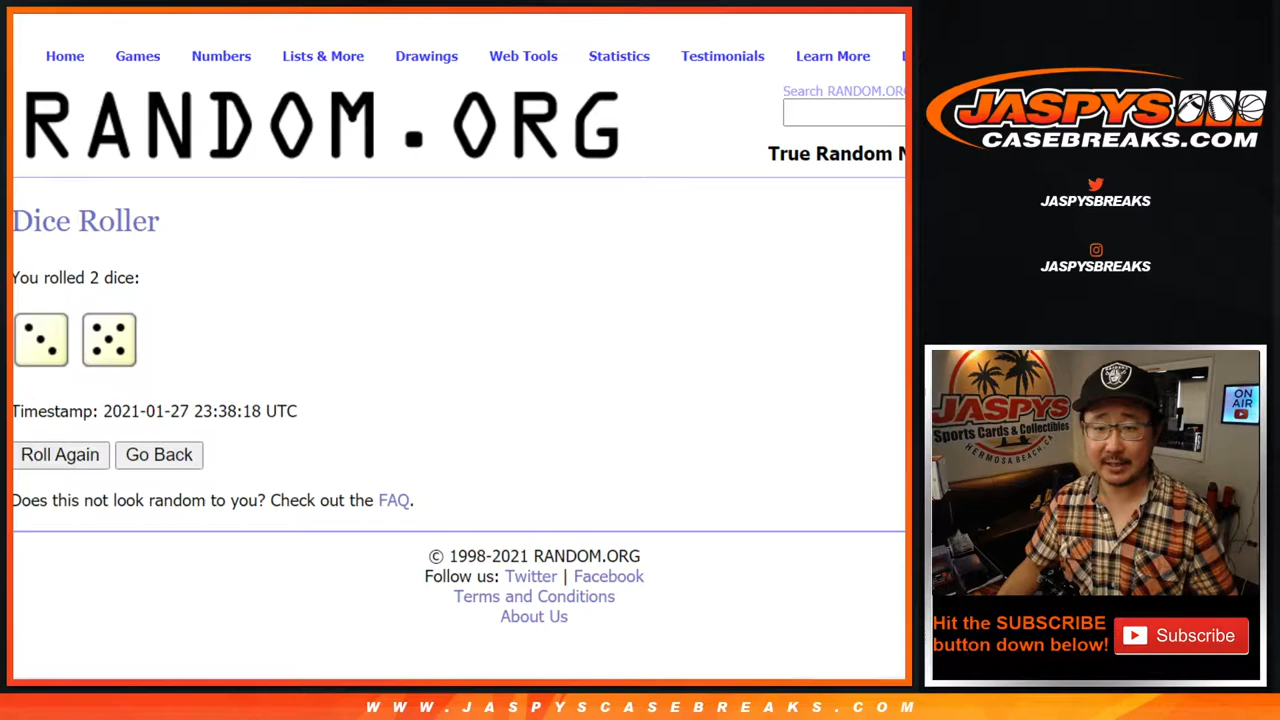 Home Games Numbers Lists & More Drawings Web Tools Statistics Testimonials Learn More
RANDOM.ORG
Search RANDOM.ORG
True Random N
Dice Roller
You rolled 2 dice:
Timestamp: 2021-01-27 23:38:18 UTC
Roll Again Go Back
Does this not look random to you? Check out the FAQ.
© 1998-2021 RANDOM.ORG
Follow us: Twitter | Facebook
Terms and Conditions
About Us
JASPYS
CASEBREAKS.COM
JASPYSBREAKS
JASPYSBREAKS
JASPYS
Sports Cards & Collectibles
HERMOSA BEACH, CA
ON AIR
RAIDERS
Hit the SUBSCRIBE
button down below!
Subscribe
WWW.JASPYSCASEBREAKS.COM